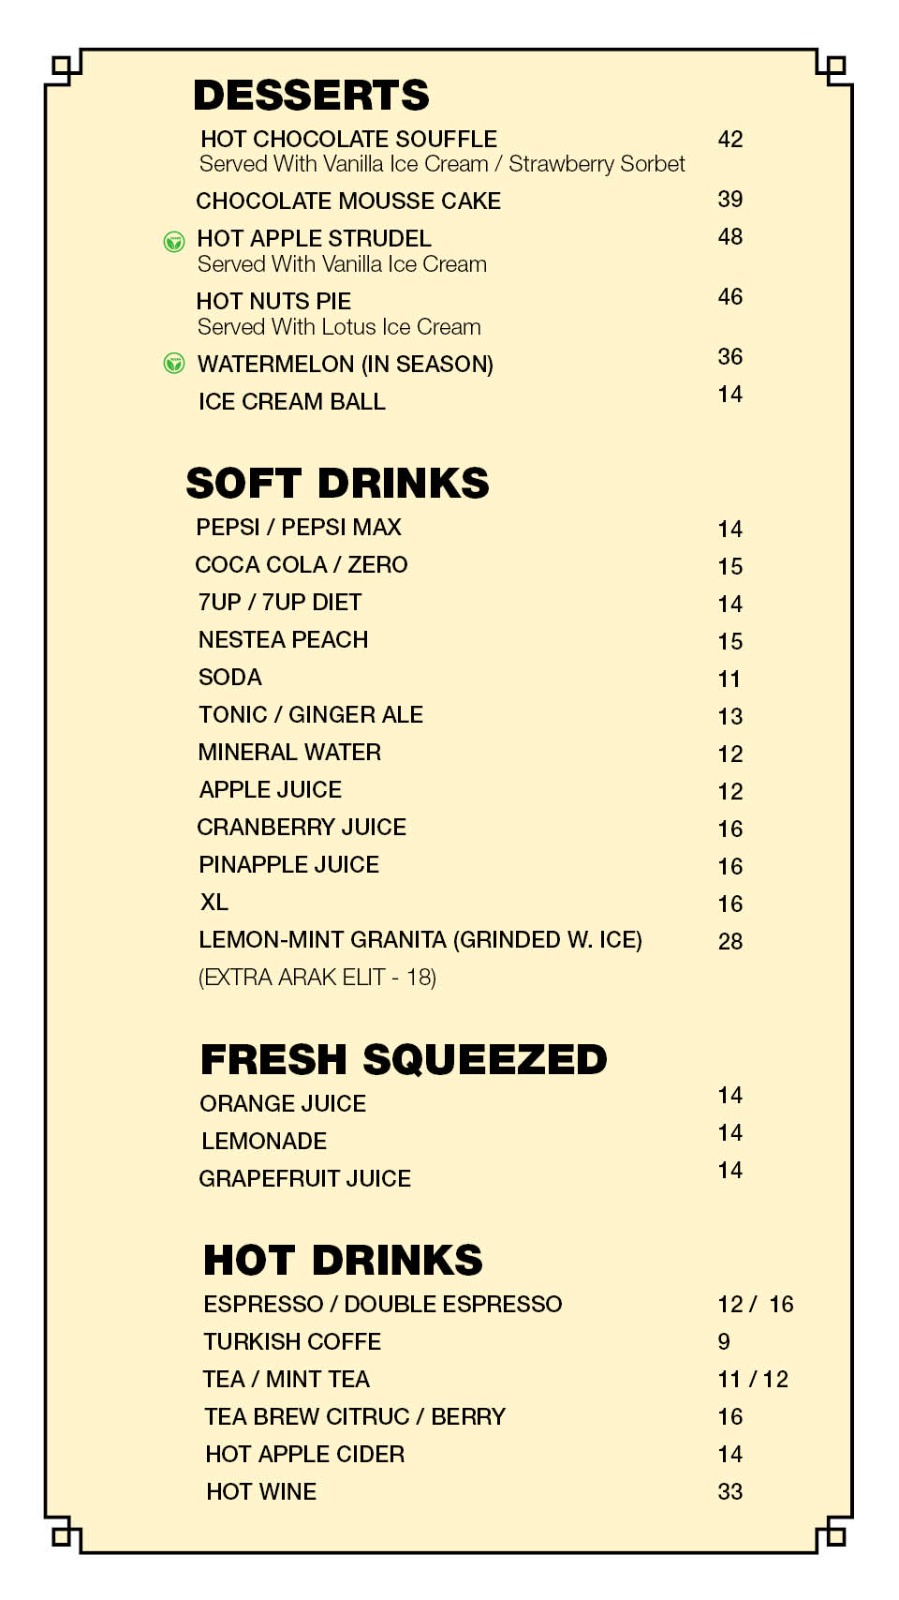 DESSERTS
HOT CHOCOLATE SOUFFLE 42
Served With Vanilla Ice Cream / Strawberry Sorbet
CHOCOLATE MOUSSE CAKE 39
HOT APPLE STRUDEL 48
Served With Vanilla Ice Cream
HOT NUTS PIE 46
Served With Lotus Ice Cream
WATERMELON (IN SEASON) 36
ICE CREAM BALL 14
SOFT DRINKS
PEPSI / PEPSI MAX 14
COCA COLA / ZERO 15
7UP / 7UP DIET 14
NESTEA PEACH 15
SODA 11
TONIC / GINGER ALE 13
MINERAL WATER 12
APPLE JUICE 12
CRANBERRY JUICE 16
PINAPPLE JUICE 16
XL 16
LEMON-MINT GRANITA (GRINDED W. ICE) 28
(EXTRA ARAK ELIT - 18)
FRESH SQUEEZED
ORANGE JUICE 14
LEMONADE 14
GRAPEFRUIT JUICE 14
HOT DRINKS
ESPRESSO / DOUBLE ESPRESSO 12 / 16
TURKISH COFFE 9
TEA / MINT TEA 11 / 12
TEA BREW CITRUC / BERRY 16
HOT APPLE CIDER 14
HOT WINE 33